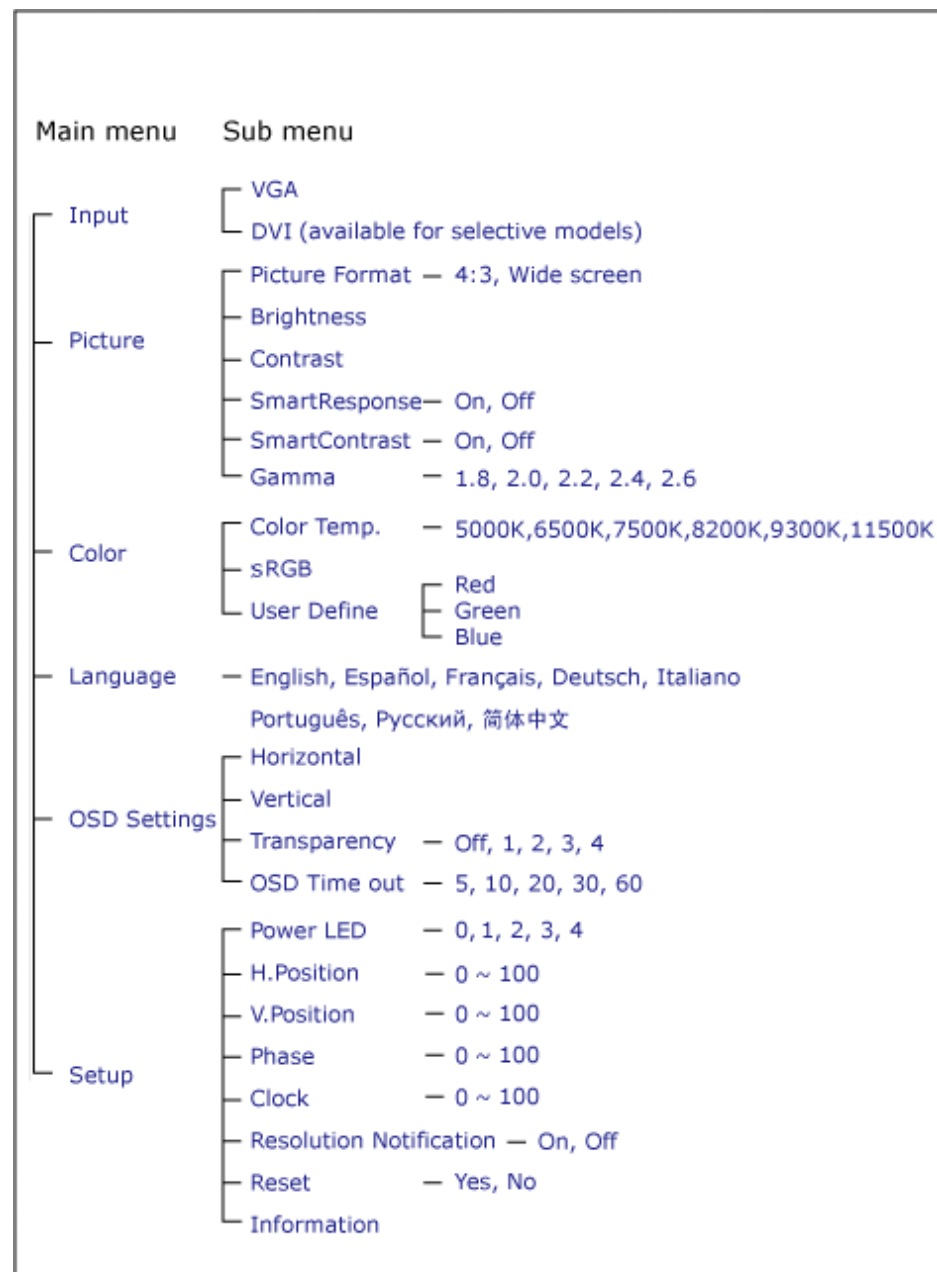 Main menu Sub menu
VGA
Input
DVI (available for selective models)
Picture Format — 4:3, Wide screen
Brightness
Picture
Contrast
SmartResponse— On, Off
SmartContrast — On, Off
Gamma — 1.8, 2.0, 2.2, 2.4, 2.6
Color Temp. — 5000K,6500K,7500K,8200K,9300K,11500K
Color
sRGB
Red
User Define Green
Blue
Language — English, Español, Français, Deutsch, Italiano
Português, Русский, 简体中文
Horizontal
Vertical
OSD Settings
Transparency — Off, 1, 2, 3, 4
OSD Time out — 5, 10, 20, 30, 60
Power LED — 0, 1, 2, 3, 4
H.Position — 0 ~ 100
V.Position — 0 ~ 100
Phase — 0 ~ 100
Setup
Clock — 0 ~ 100
Resolution Notification — On, Off
Reset — Yes, No
Information